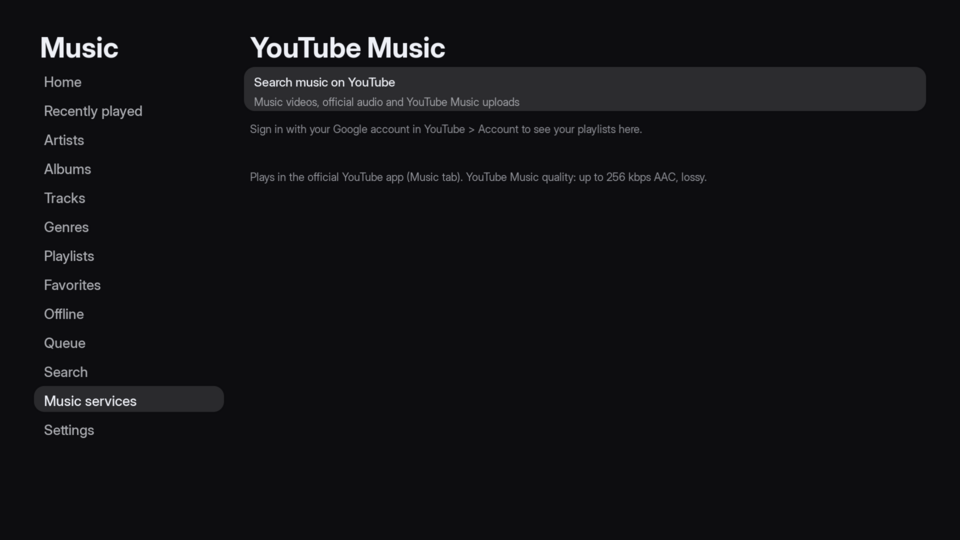 Music
Home
Recently played
Artists
Albums
Tracks
Genres
Playlists
Favorites
Offline
Queue
Search
Music services
Settings
YouTube Music
Search music on YouTube
Music videos, official audio and YouTube Music uploads
Sign in with your Google account in YouTube > Account to see your playlists here.
Plays in the official YouTube app (Music tab). YouTube Music quality: up to 256 kbps AAC, lossy.